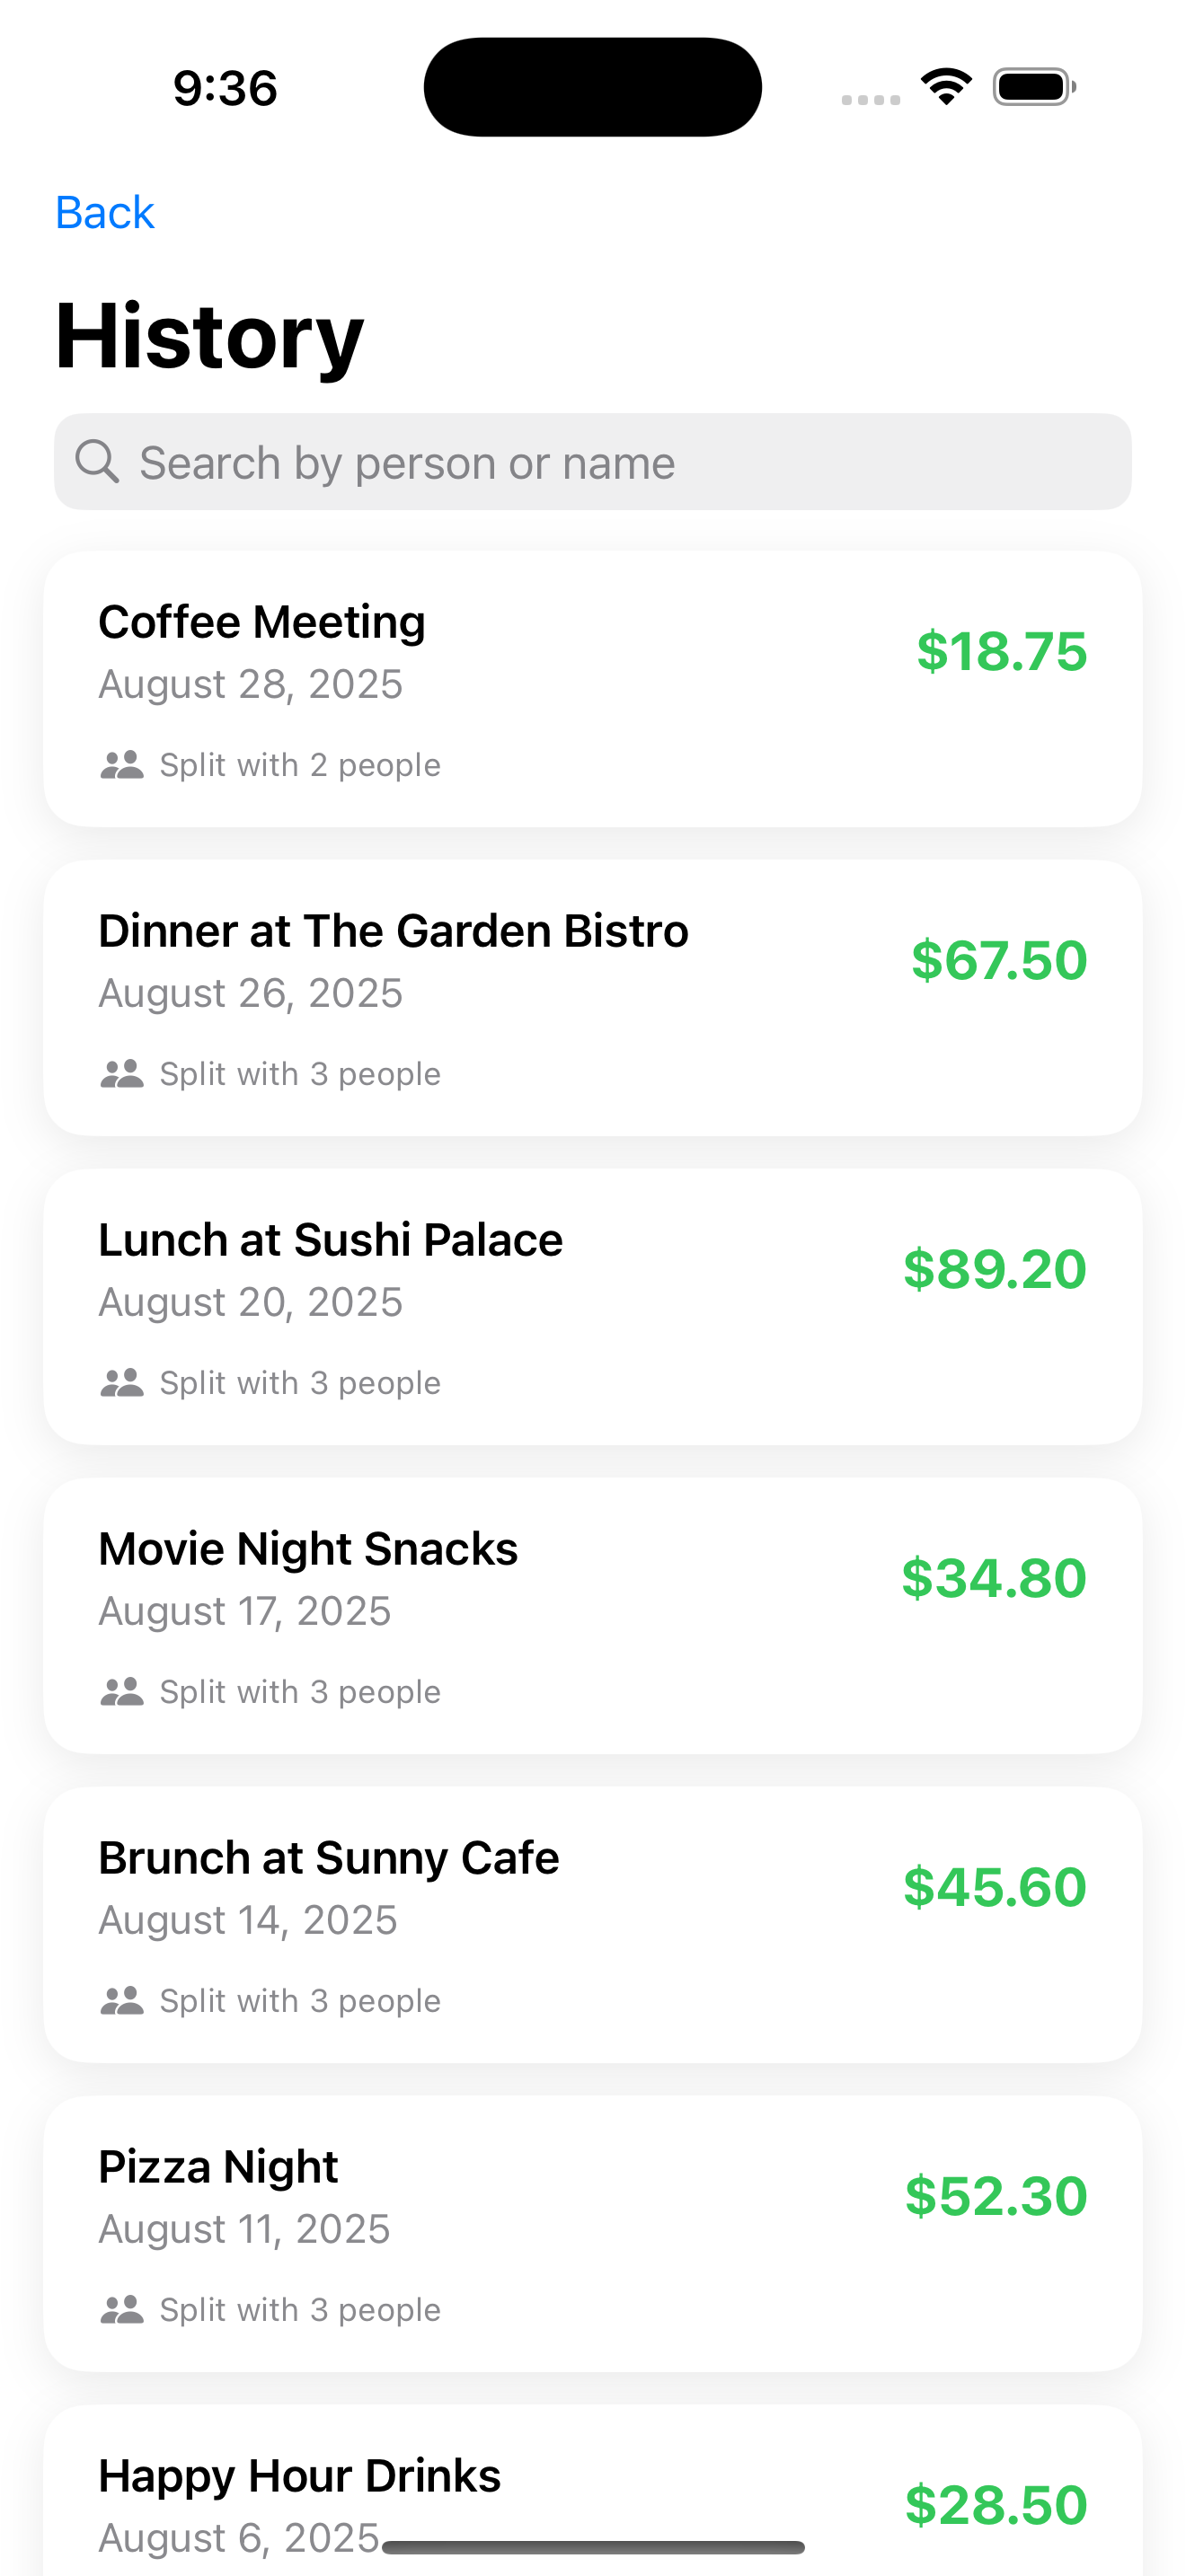 9:36
Back
History
Search by person or name
Coffee Meeting
$18.75
August 28, 2025
Split with 2 people
Dinner at The Garden Bistro
$67.50
August 26, 2025
Split with 3 people
Lunch at Sushi Palace
$89.20
August 20, 2025
Split with 3 people
Movie Night Snacks
$34.80
August 17, 2025
Split with 3 people
Brunch at Sunny Cafe
$45.60
August 14, 2025
Split with 3 people
Pizza Night
$52.30
August 11, 2025
Split with 3 people
Happy Hour Drinks
$28.50
August 6, 2025